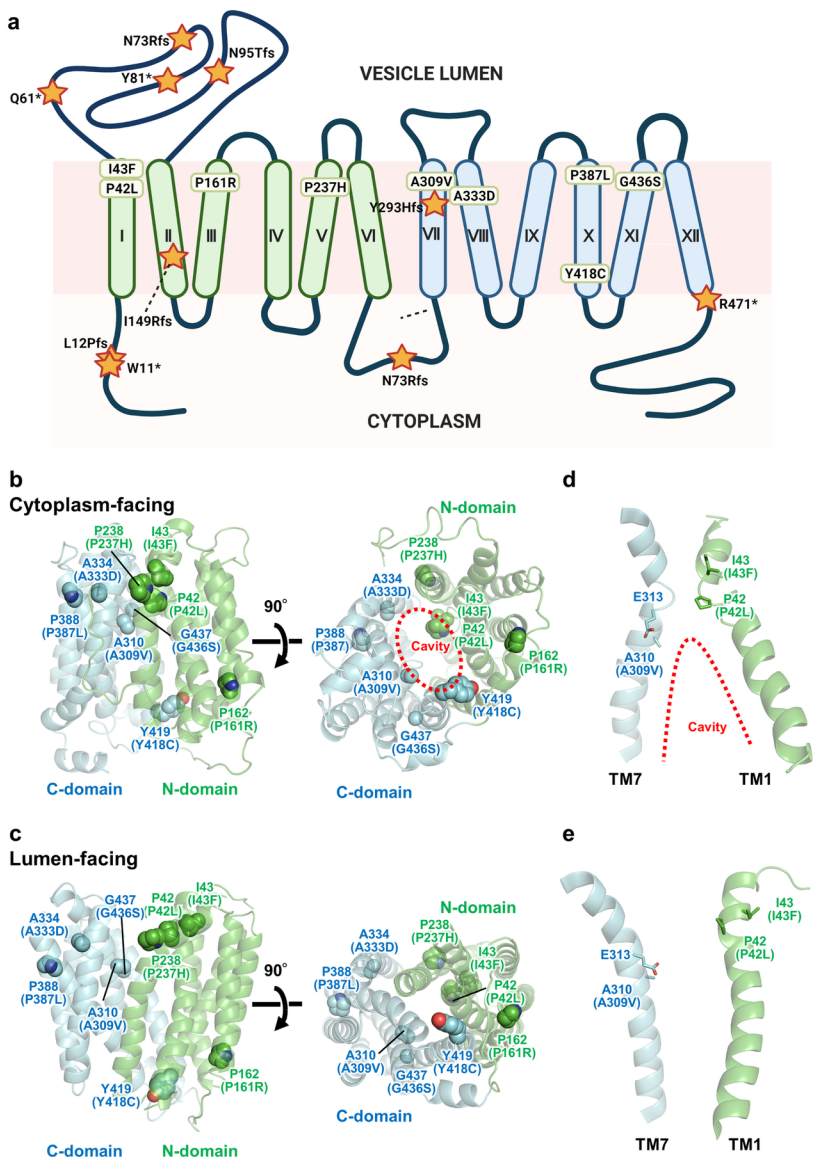 a
N73Rfs
N95Tfs
Y81*
Q61*
VESICLE LUMEN
I43F
P42L
P161R
P237H
A309V
A333D
P387L
G436S
Y293Hfs
I
II
III
IV
V
VI
VII
VIII
IX
X
XI
XII
Y418C
I149Rfs
R471*
L12Pfs
W11*
N73Rfs
CYTOPLASM
b
Cytoplasm-facing
P238
(P237H)
I43
(I43F)
A334
(A333D)
P42
(P42L)
P388
(P387L)
A310
(A309V)
G437
(G436S)
Y419
(Y418C)
P162
(P161R)
C-domain
N-domain
90°
N-domain
P238
(P237H)
A334
(A333D)
I43
(I43F)
P42
(P42L)
P388
(P387)
Cavity
P162
(P161R)
A310
(A309V)
Y419
(Y418C)
G437
(G436S)
C-domain
d
I43
(I43F)
E313
P42
(P42L)
A310
(A309V)
Cavity
TM7
TM1
c
Lumen-facing
G437
(G436S)
P42
(P42L)
I43
(I43F)
A334
(A333D)
P238
(P237H)
P388
(P387L)
A310
(A309V)
Y419
(Y418C)
P162
(P161R)
C-domain
N-domain
90°
N-domain
A334
(A333D)
P238
(P237H)
I43
(I43F)
P388
(P387L)
P42
(P42L)
P162
(P161R)
A310
(A309V)
Y419
(Y418C)
G437
(G436S)
C-domain
e
I43
(I43F)
E313
P42
(P42L)
A310
(A309V)
TM7
TM1